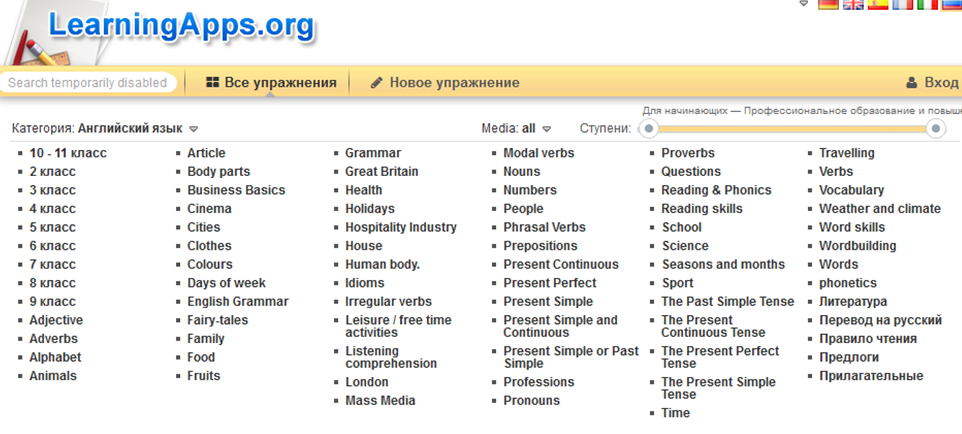 LearningApps.org
Search temporarily disabled
Все упражнения
Новое упражнение
Вход
Для начинающих — Профессиональное образование и
Категория: Английский язык
Media: all
Ступени:
10 - 11 класс
2 класс
3 класс
4 класс
5 класс
6 класс
7 класс
8 класс
9 класс
Adjective
Adverbs
Alphabet
Animals
Article
Body parts
Business Basics
Cinema
Cities
Clothes
Colours
Days of week
English Grammar
Fairy-tales
Family
Food
Fruits
Grammar
Great Britain
Health
Holidays
Hospitality Industry
House
Human body.
Idioms
Irregular verbs
Leisure / free time
activities
Listening
comprehension
London
Mass Media
Modal verbs
Nouns
Numbers
People
Phrasal Verbs
Prepositions
Present Continuous
Present Perfect
Present Simple
Present Simple and
Continuous
Present Simple or Past
Simple
Professions
Pronouns
Proverbs
Questions
Reading & Phonics
Reading skills
School
Science
Seasons and months
Sport
The Past Simple Tense
The Present
Continuous Tense
The Present Perfect
Tense
The Present Simple
Tense
Time
Travelling
Verbs
Vocabulary
Weather and climate
Word skills
Wordbuilding
Words
phonetics
Литература
Перевод на русский
Правило чтения
Предлоги
Прилагательные